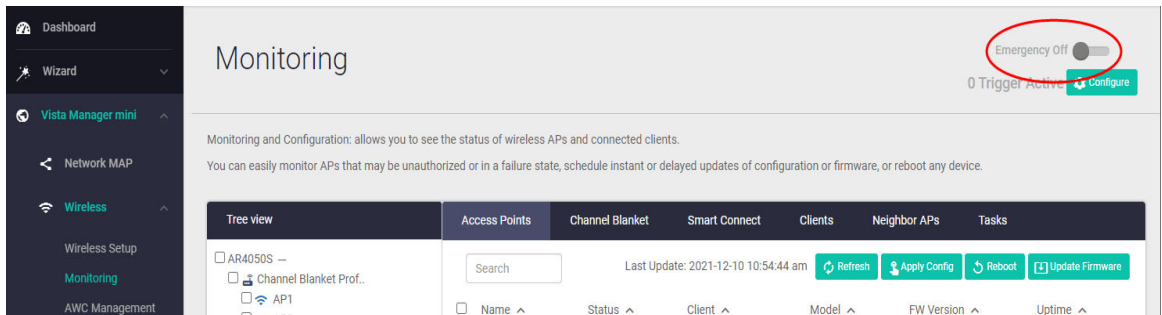 Dashboard
Wizard
Vista Manager mini
Network MAP
Wireless
Wireless Setup
Monitoring
AWC Management
Monitoring
Emergency Off
0 Trigger Active Configure
Monitoring and Configuration: allows you to see the status of wireless APs and connected clients.
You can easily monitor APs that may be unauthorized or in a failure state, schedule instant or delayed updates of configuration or firmware, or reboot any device.
Tree view
AR4050S –
Channel Blanket Prof..
AP1
Access Points Channel Blanket Smart Connect Clients Neighbor APs Tasks
Search Last Update: 2021-12-10 10:54:44 am Refresh Apply Config Reboot Update Firmware
Name Status Client Model FW Version Uptime